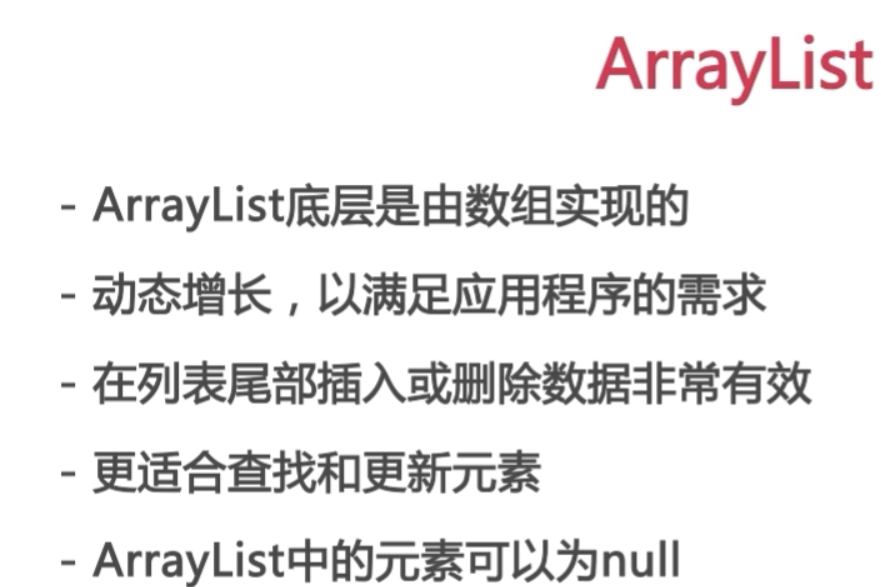 ArrayList
- ArrayList底层是由数组实现的
- 动态增长，以满足应用程序的需求
- 在列表尾部插入或删除数据非常有效
- 更适合查找和更新元素
- ArrayList中的元素可以为null